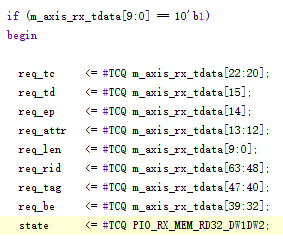 if (m_axis_rx_tdata[9:0] == 10'b1)
begin
req_tc <= #TCQ m_axis_rx_tdata[22:20];
req_td <= #TCQ m_axis_rx_tdata[15];
req_ep <= #TCQ m_axis_rx_tdata[14];
req_attr <= #TCQ m_axis_rx_tdata[13:12];
req_len <= #TCQ m_axis_rx_tdata[9:0];
req_rid <= #TCQ m_axis_rx_tdata[63:48];
req_tag <= #TCQ m_axis_rx_tdata[47:40];
req_be <= #TCQ m_axis_rx_tdata[39:32];
state <= #TCQ PIO_RX_MEM_RD32_DW1DW2;